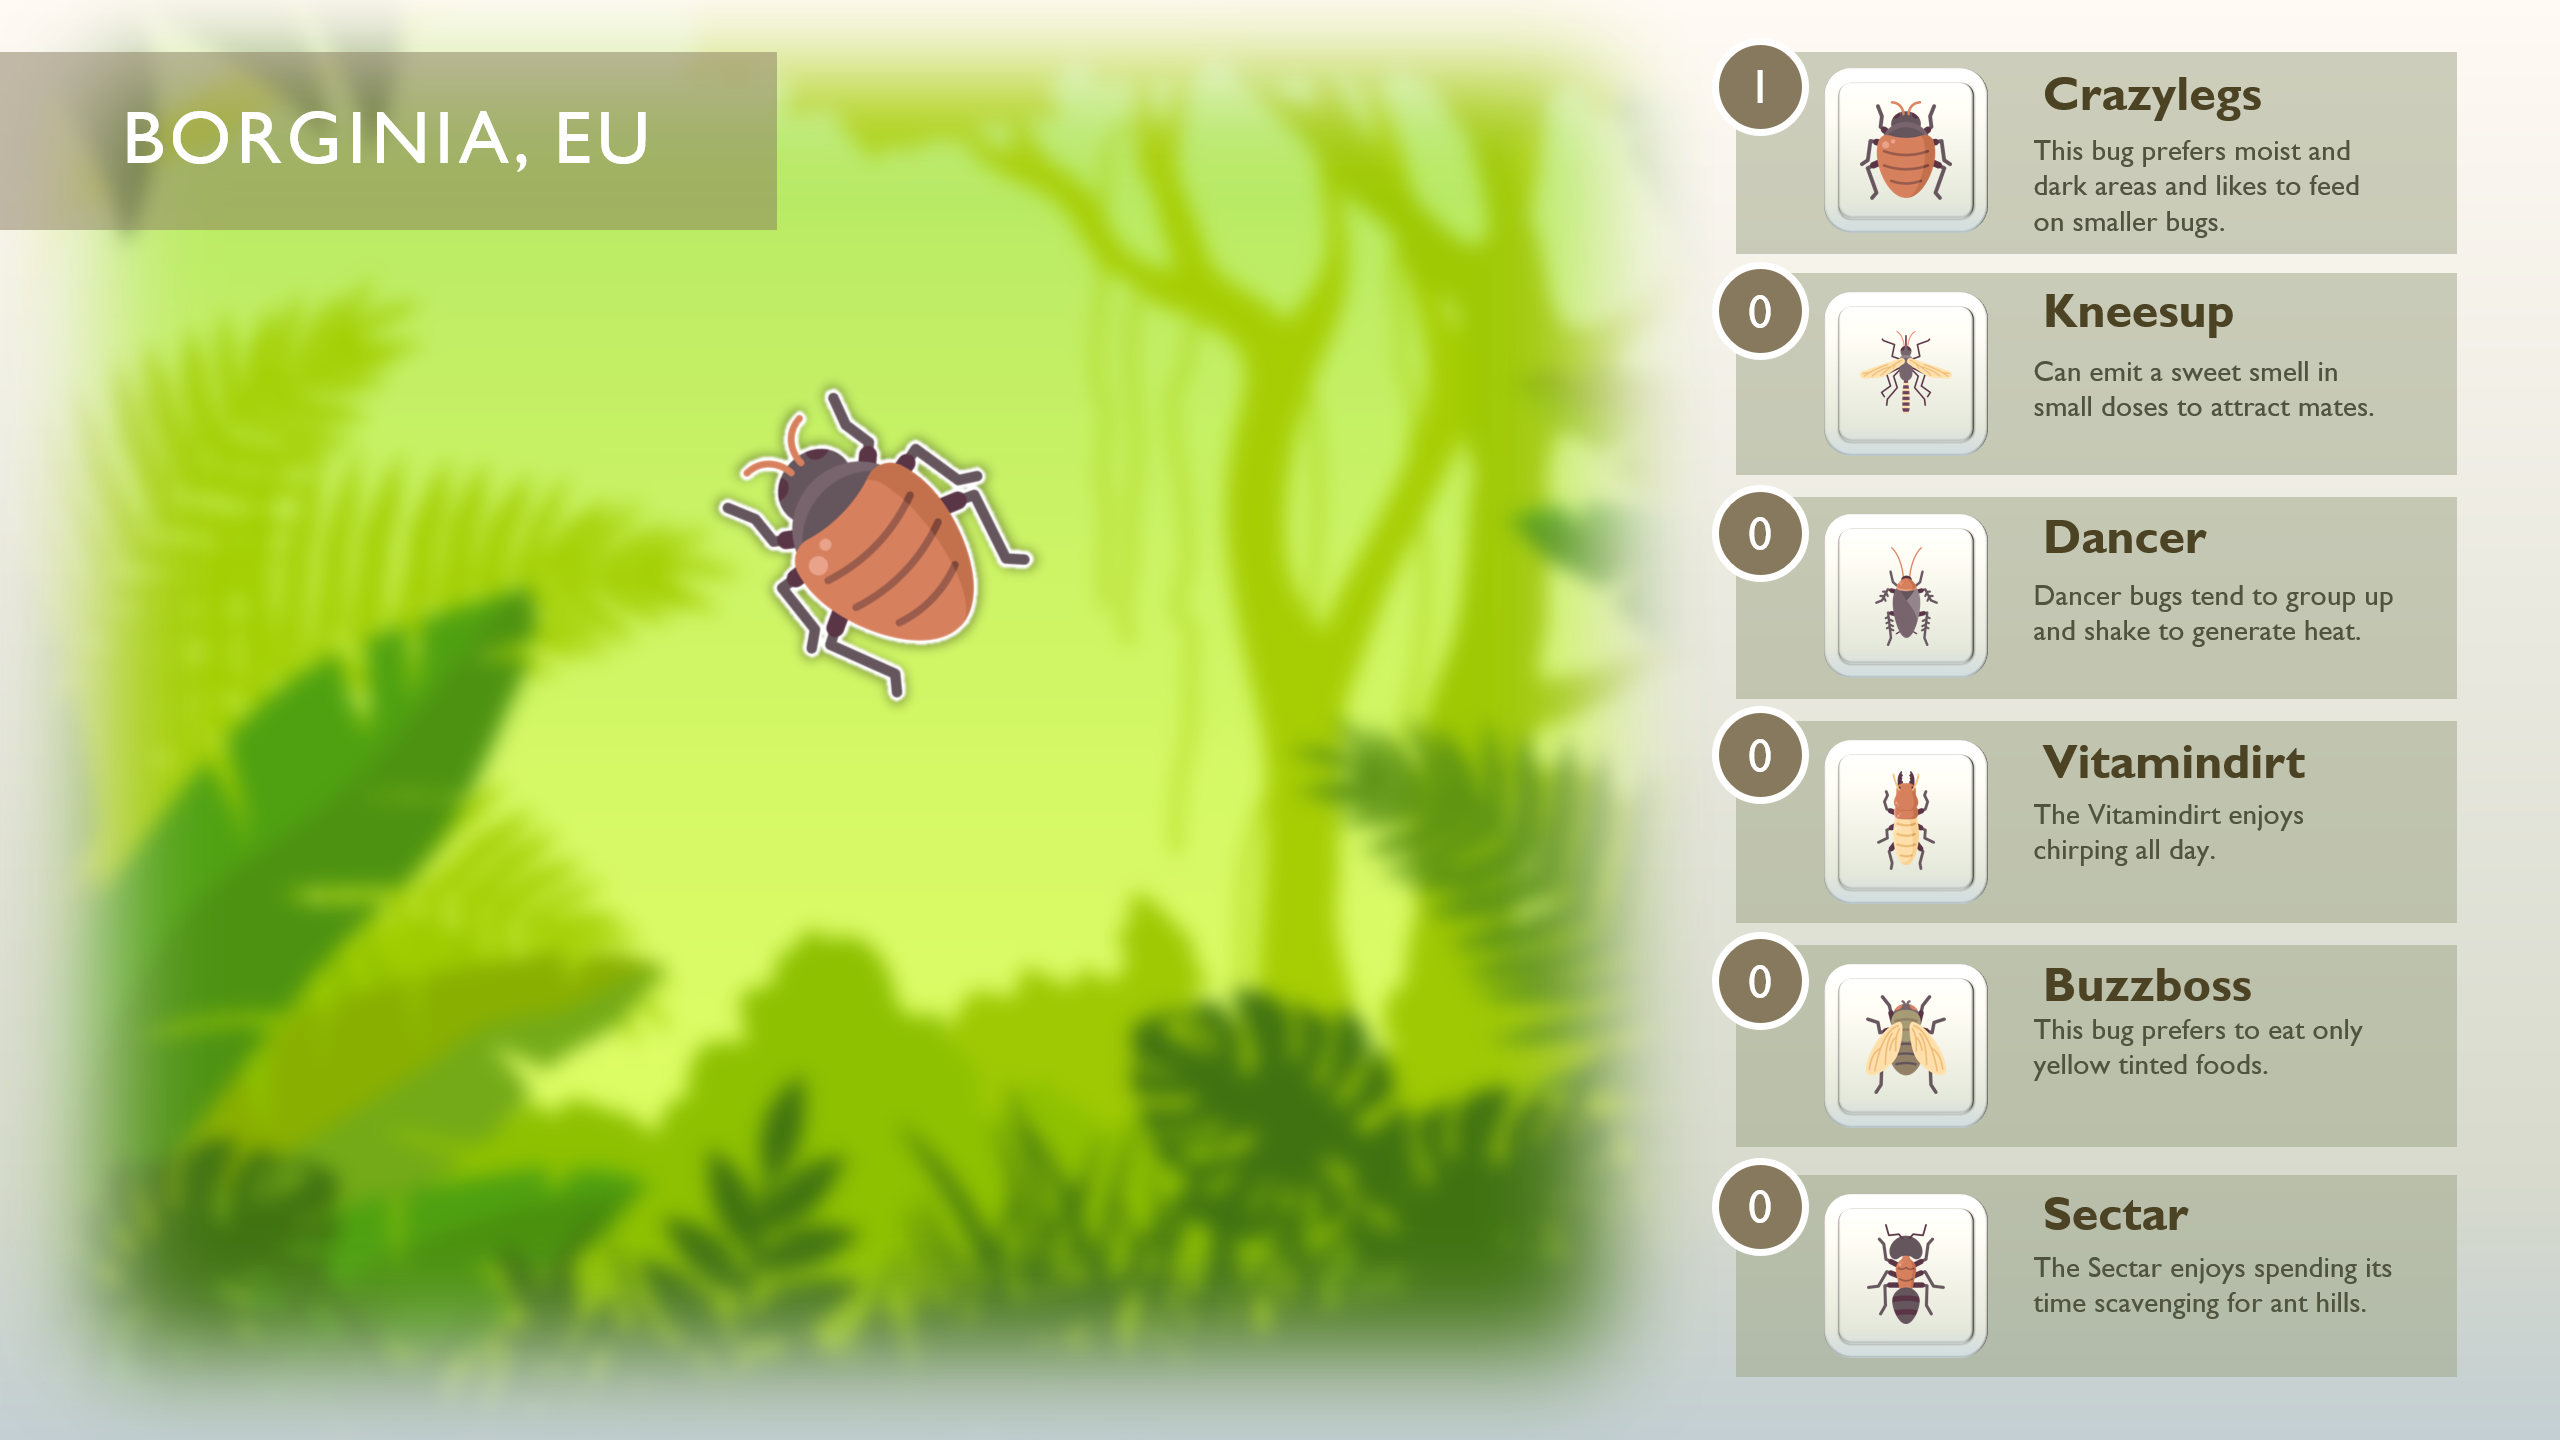 BORGINIA, EU
1
Crazylegs
This bug prefers moist and
dark areas and likes to feed
on smaller bugs.
0
Kneesup
Can emit a sweet smell in
small doses to attract mates.
0
Dancer
Dancer bugs tend to group up
and shake to generate heat.
0
Vitamindirt
The Vitamindirt enjoys
chirping all day.
0
Buzzboss
This bug prefers to eat only
yellow tinted foods.
0
Sectar
The Sectar enjoys spending its
time scavenging for ant hills.